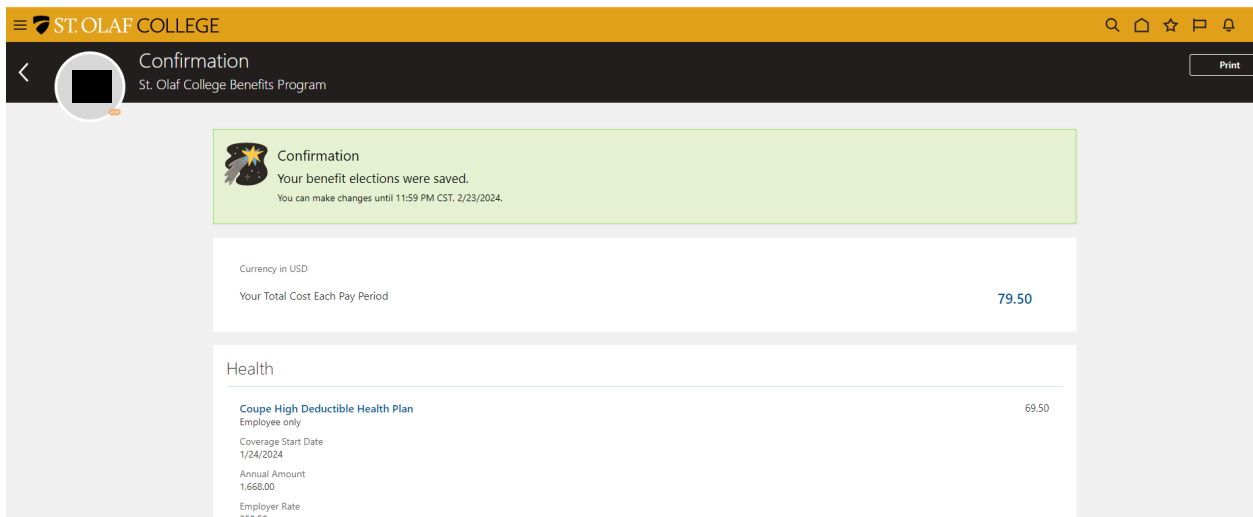 ST. OLAF COLLEGE
Confirmation
St. Olaf College Benefits Program
Print
Confirmation
Your benefit elections were saved.
You can make changes until 11:59 PM CST, 2/23/2024.
Currency in USD
Your Total Cost Each Pay Period 79.50
Health
Coupe High Deductible Health Plan 69.50
Employee only
Coverage Start Date
1/24/2024
Annual Amount
1,668.00
Employer Rate